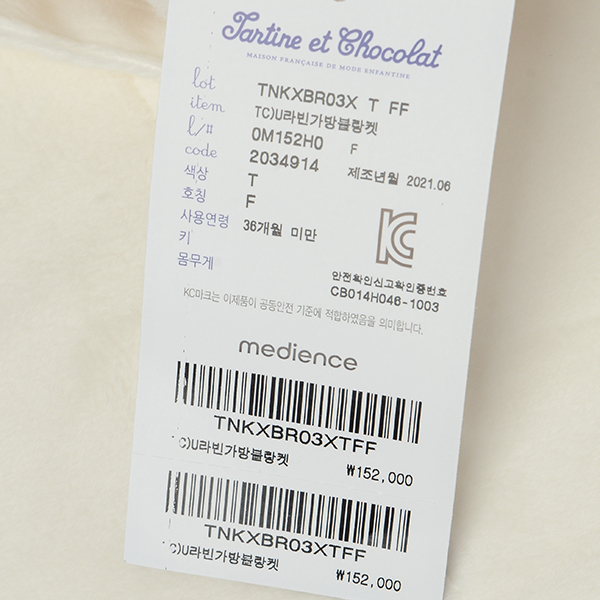 Tartine et Chocolat
MAISON FRANÇAISE DE MODE ENFANTINE
lot TNKXBR03X T FF
item TC)U라빈가방블랑켓
l/# 0M152H0 F
code 2034914 제조년월 2021.06
색상 T
호칭 F
사용연령 36개월 미만
키
몸무게
안전확인신고확인증번호
CB014H046-1003
KC마크는 이제품이 공동안전 기준에 적합하였음을 의미합니다.
medience
TNKXBR03XTFF
C)U라빈가방블랑켓 ₩152,000
TNKXBR03XTFF
TC)U라빈가방블랑켓 ₩152,000